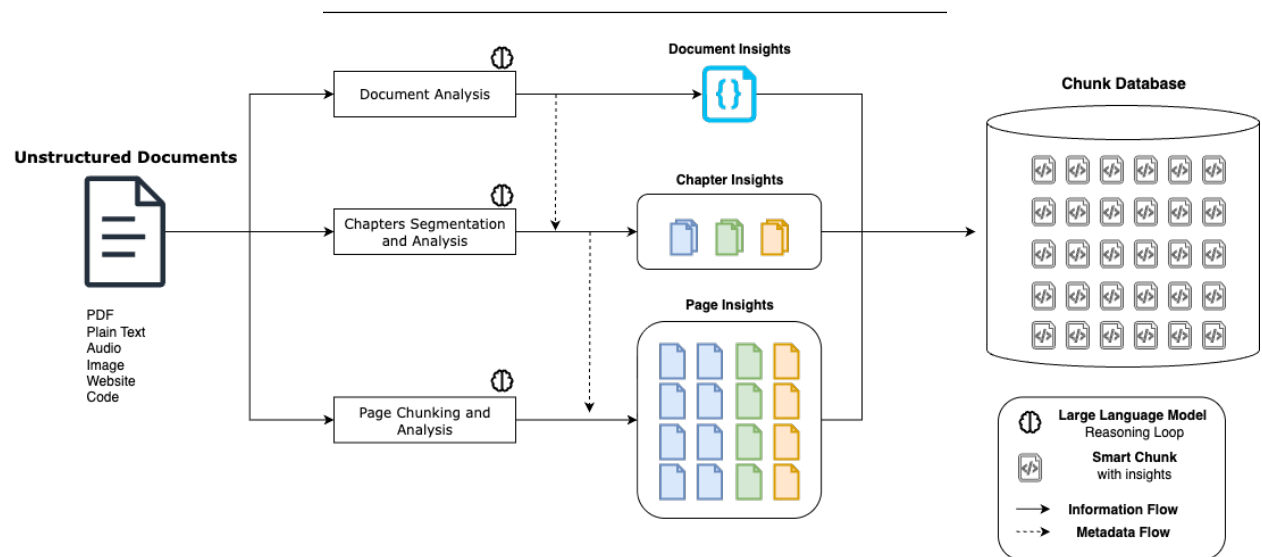 Document Insights
Document Analysis
Chunk Database
Unstructured Documents
Chapter Insights
Chapters Segmentation
and Analysis
Page Insights
PDF
Plain Text
Audio
Image
Website
Code
Page Chunking and
Analysis
Large Language Model
Reasoning Loop
Smart Chunk
with insights
Information Flow
Metadata Flow